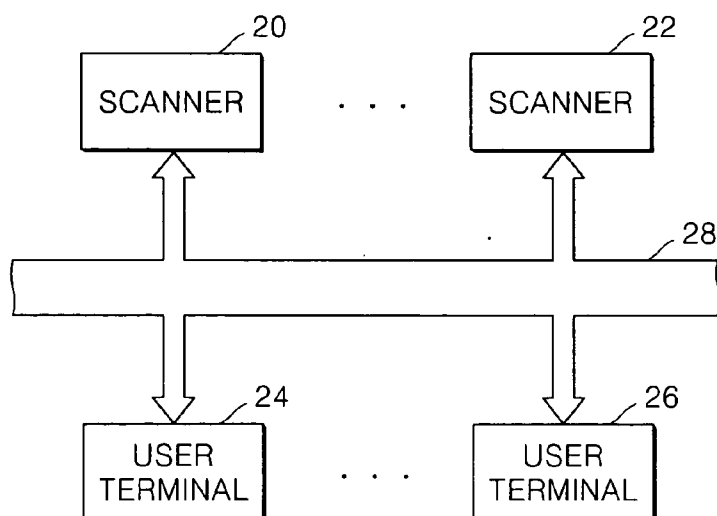 20
22
SCANNER
. . .
SCANNER
28
24
26
USER
TERMINAL
. . .
USER
TERMINAL